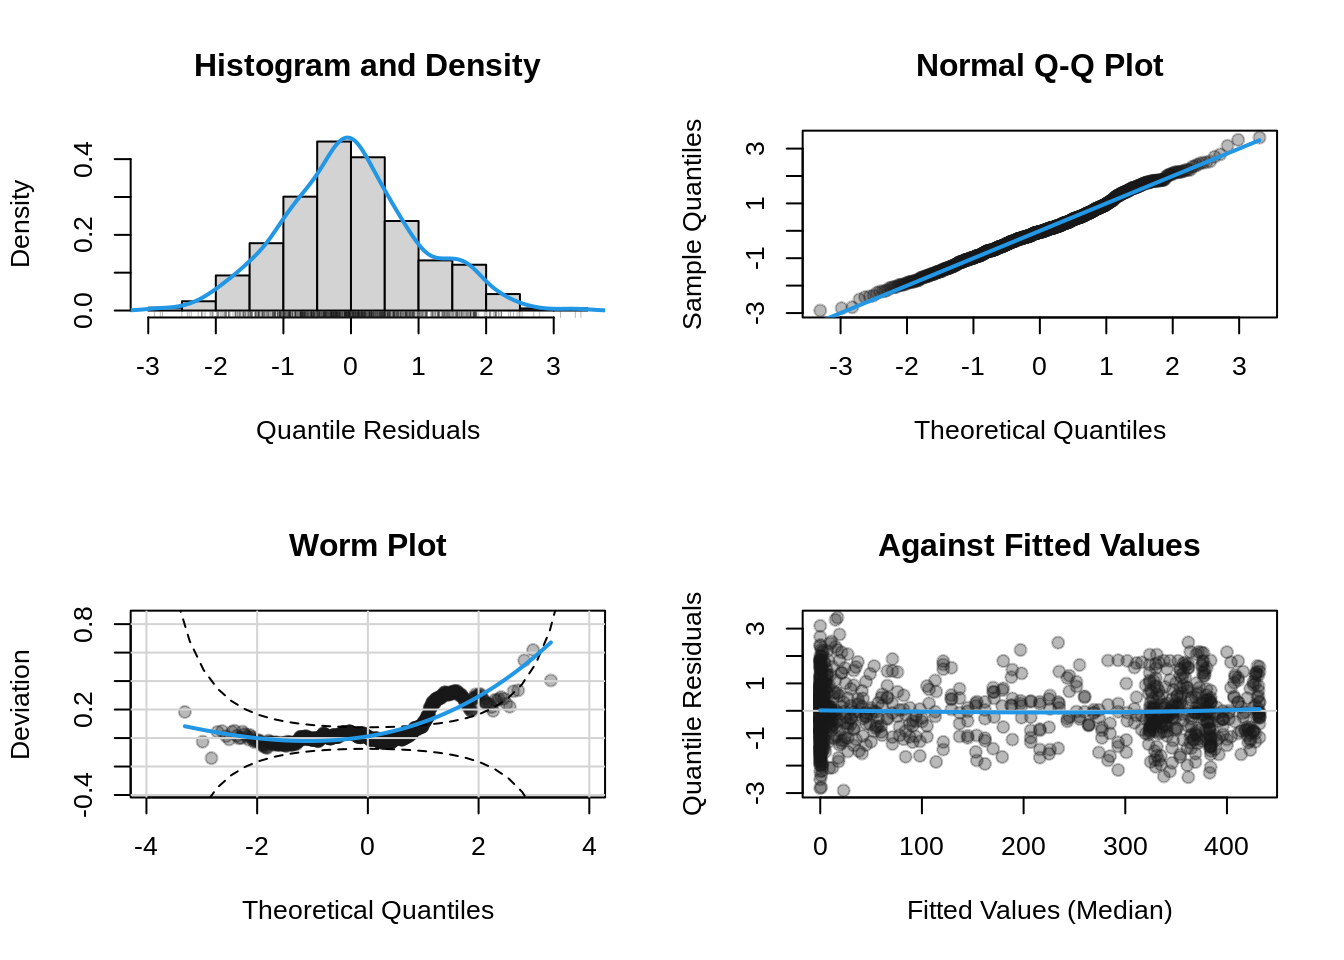 Histogram and Density
Density
0.0 0.2 0.4
-3 -2 -1 0 1 2 3
Quantile Residuals
Normal Q-Q Plot
Sample Quantiles
-3 -1 1 3
-3 -2 -1 0 1 2 3
Theoretical Quantiles
Worm Plot
Deviation
-0.4 0.2 0.8
-4 -2 0 2 4
Theoretical Quantiles
Against Fitted Values
Quantile Residuals
-3 -1 1 3
0 100 200 300 400
Fitted Values (Median)